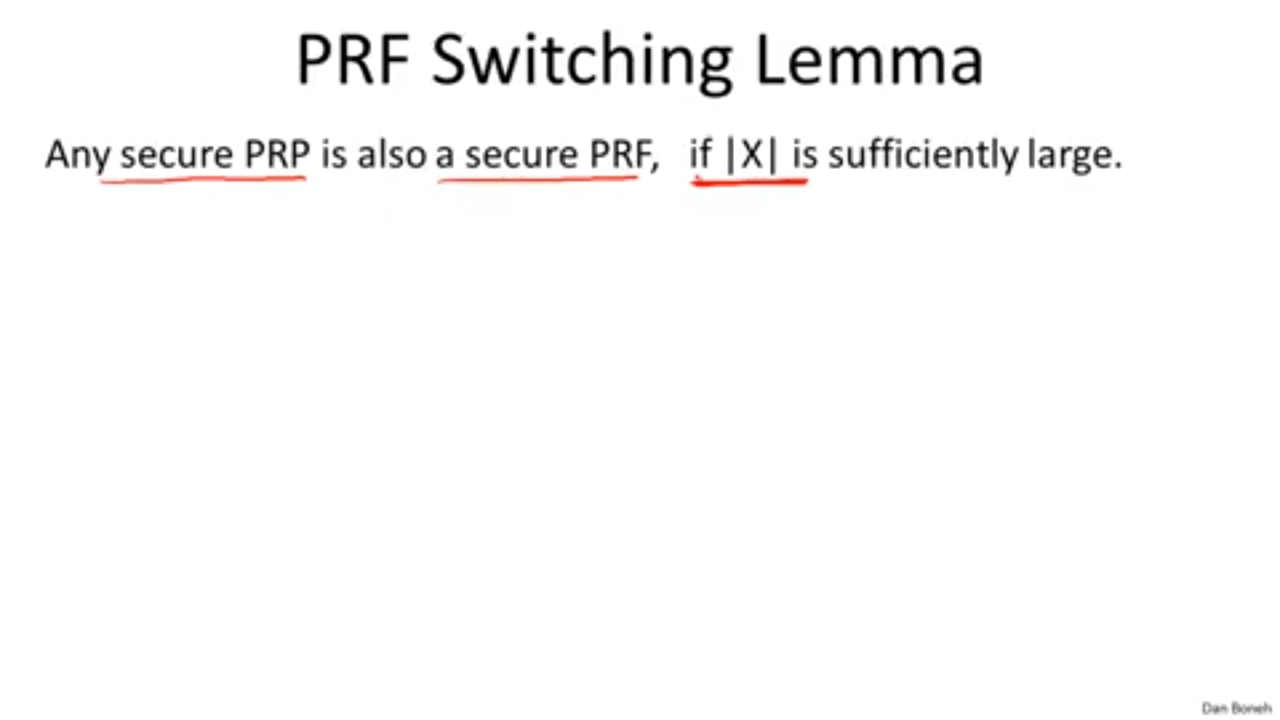 PRF Switching Lemma
Any secure PRP is also a secure PRF, if |X| is sufficiently large.
Dan Boneh